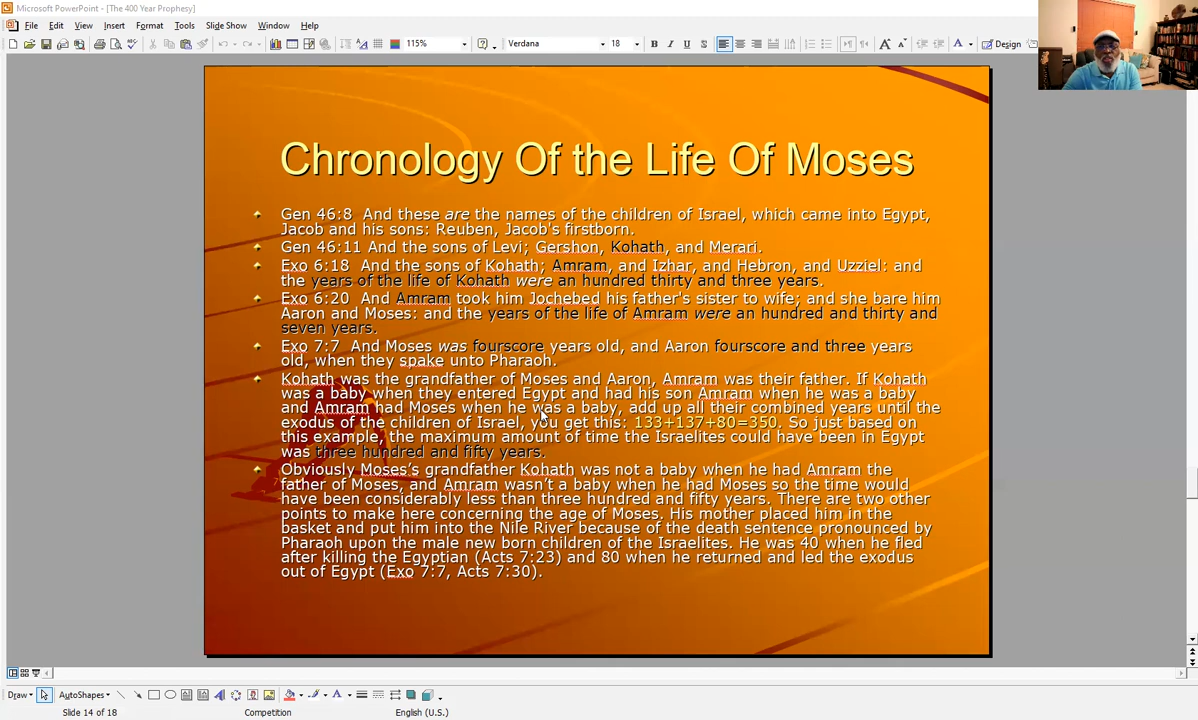 Microsoft PowerPoint - [The 400 Year Prophesy]
File Edit View Insert Format Tools Slide Show Window Help
115% Verdana 18 B I U S A A A Design
Chronology Of the Life Of Moses
Gen 46:8 And these are the names of the children of Israel, which came into Egypt,
Jacob and his sons: Reuben, Jacob's firstborn.
Gen 46:11 And the sons of Levi; Gershon, Kohath, and Merari.
Exo 6:18 And the sons of Kohath; Amram, and Izhar, and Hebron, and Uzziel: and
the years of the life of Kohath were an hundred thirty and three years.
Exo 6:20 And Amram took him Jochebed his father's sister to wife; and she bare him
Aaron and Moses: and the years of the life of Amram were an hundred and thirty and
seven years.
Exo 7:7 And Moses was fourscore years old, and Aaron fourscore and three years
old, when they spake unto Pharaoh.
Kohath was the grandfather of Moses and Aaron, Amram was their father. If Kohath
was a baby when they entered Egypt and had his son Amram when he was a baby
and Amram had Moses when he was a baby, add up all their combined years until the
exodus of the children of Israel, you get this: 133+137+80=350. So just based on
this example, the maximum amount of time the Israelites could have been in Egypt
was three hundred and fifty years.
Obviously Moses's grandfather Kohath was not a baby when he had Amram the
father of Moses, and Amram wasn't a baby when he had Moses so the time would
have been considerably less than three hundred and fifty years. There are two other
points to make here concerning the age of Moses. His mother placed him in the
basket and put him into the Nile River because of the death sentence pronounced by
Pharaoh upon the male new born children of the Israelites. He was 40 when he fled
after killing the Egyptian (Acts 7:23) and 80 when he returned and led the exodus
out of Egypt (Exo 7:7, Acts 7:30).
Draw AutoShapes
Slide 14 of 18 Competition English (U.S.)